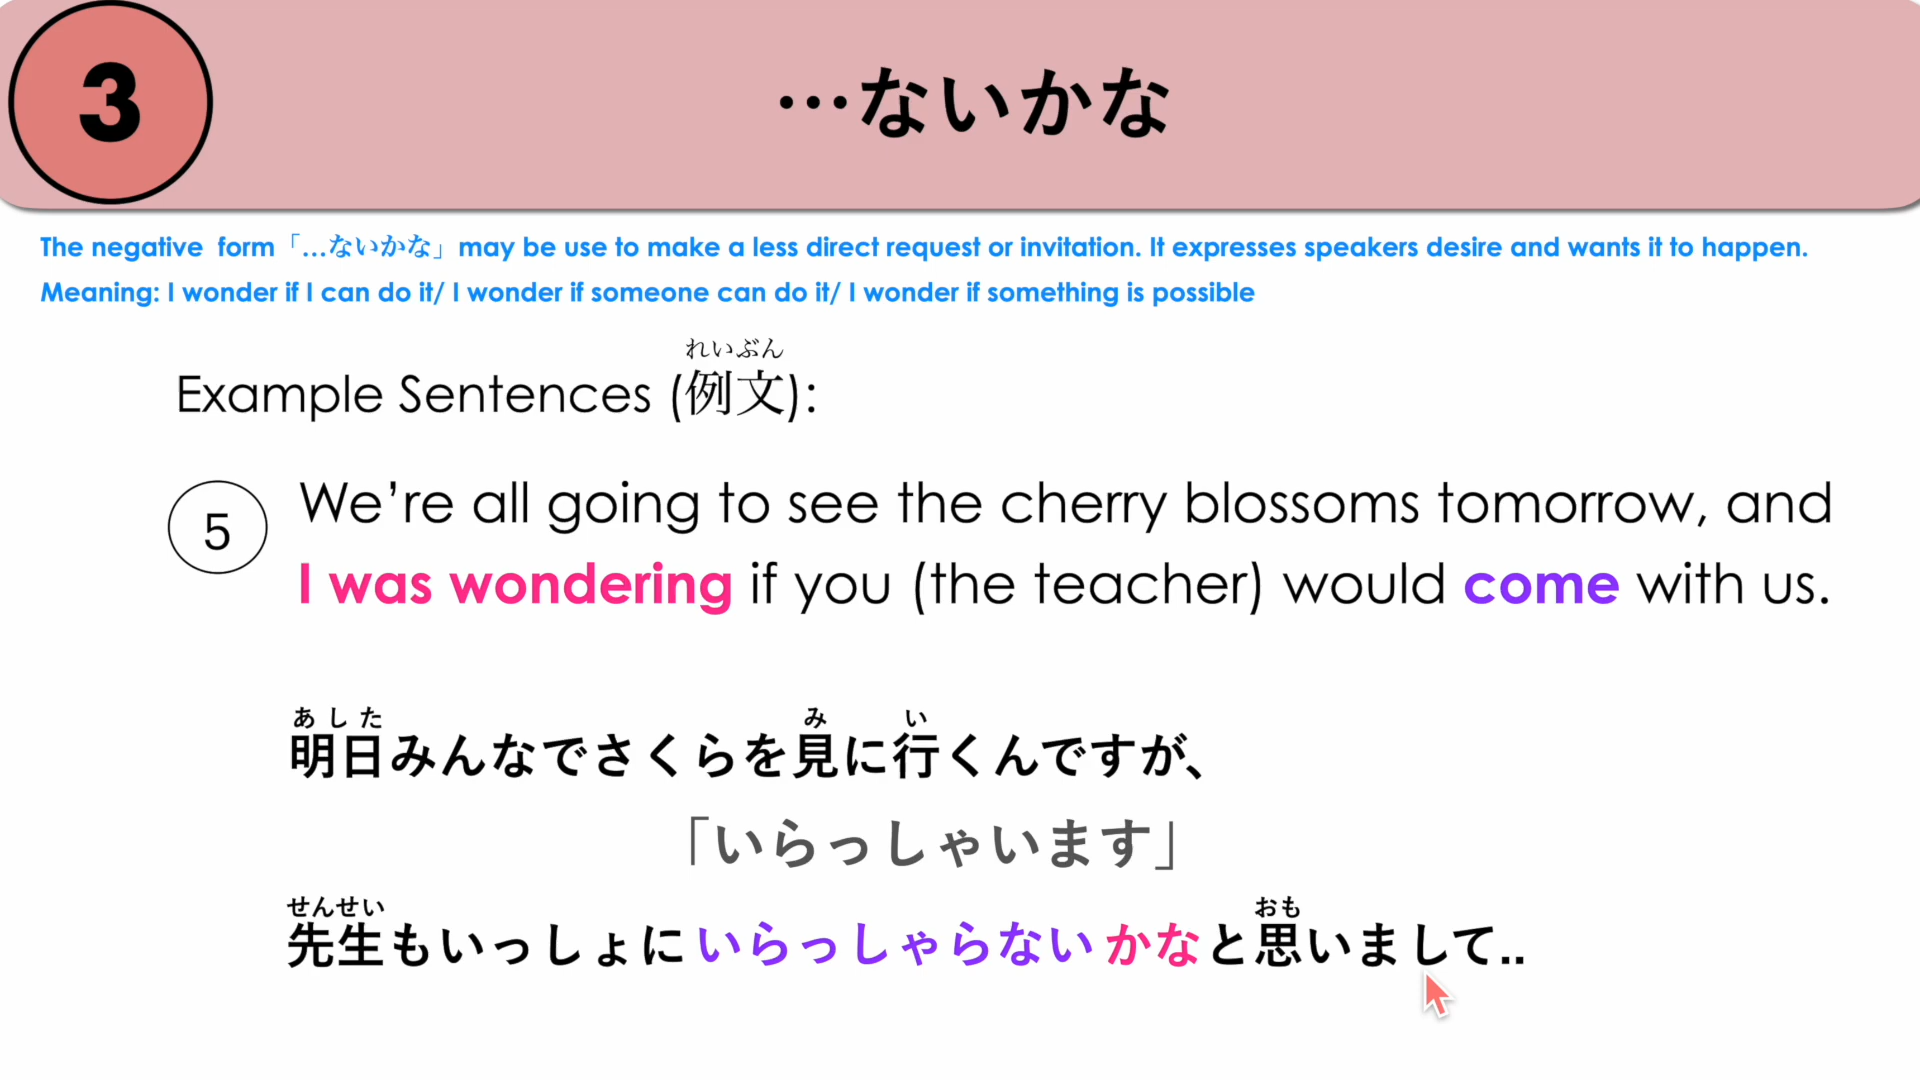 3
…ないかな
The negative form「…ないかな」may be use to make a less direct request or invitation. It expresses speakers desire and wants it to happen.
Meaning: I wonder if I can do it/ I wonder if someone can do it/ I wonder if something is possible
れいぶん
Example Sentences (例文):
5
We’re all going to see the cherry blossoms tomorrow, and
I was wondering if you (the teacher) would come with us.
あした み い
明日みんなでさくらを見に行くんですが、
「いらっしゃいます」
せんせい おも
先生もいっしょにいらっしゃらないかなと思いまして..